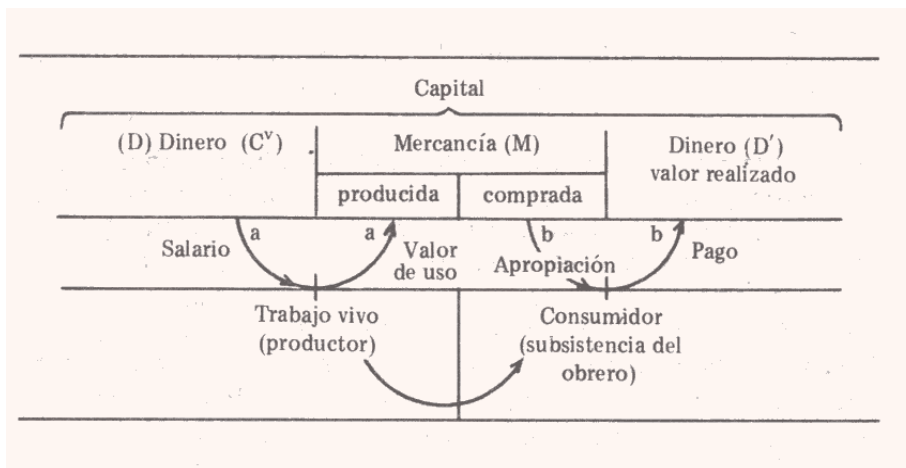 Capital
(D) Dinero (Cᵛ)
Mercancía (M)
Dinero (D′)
valor realizado
producida
comprada
Salario
a
a
Valor
de uso
b
Apropiación
b
Pago
Trabajo vivo
(productor)
Consumidor
(subsistencia del
obrero)